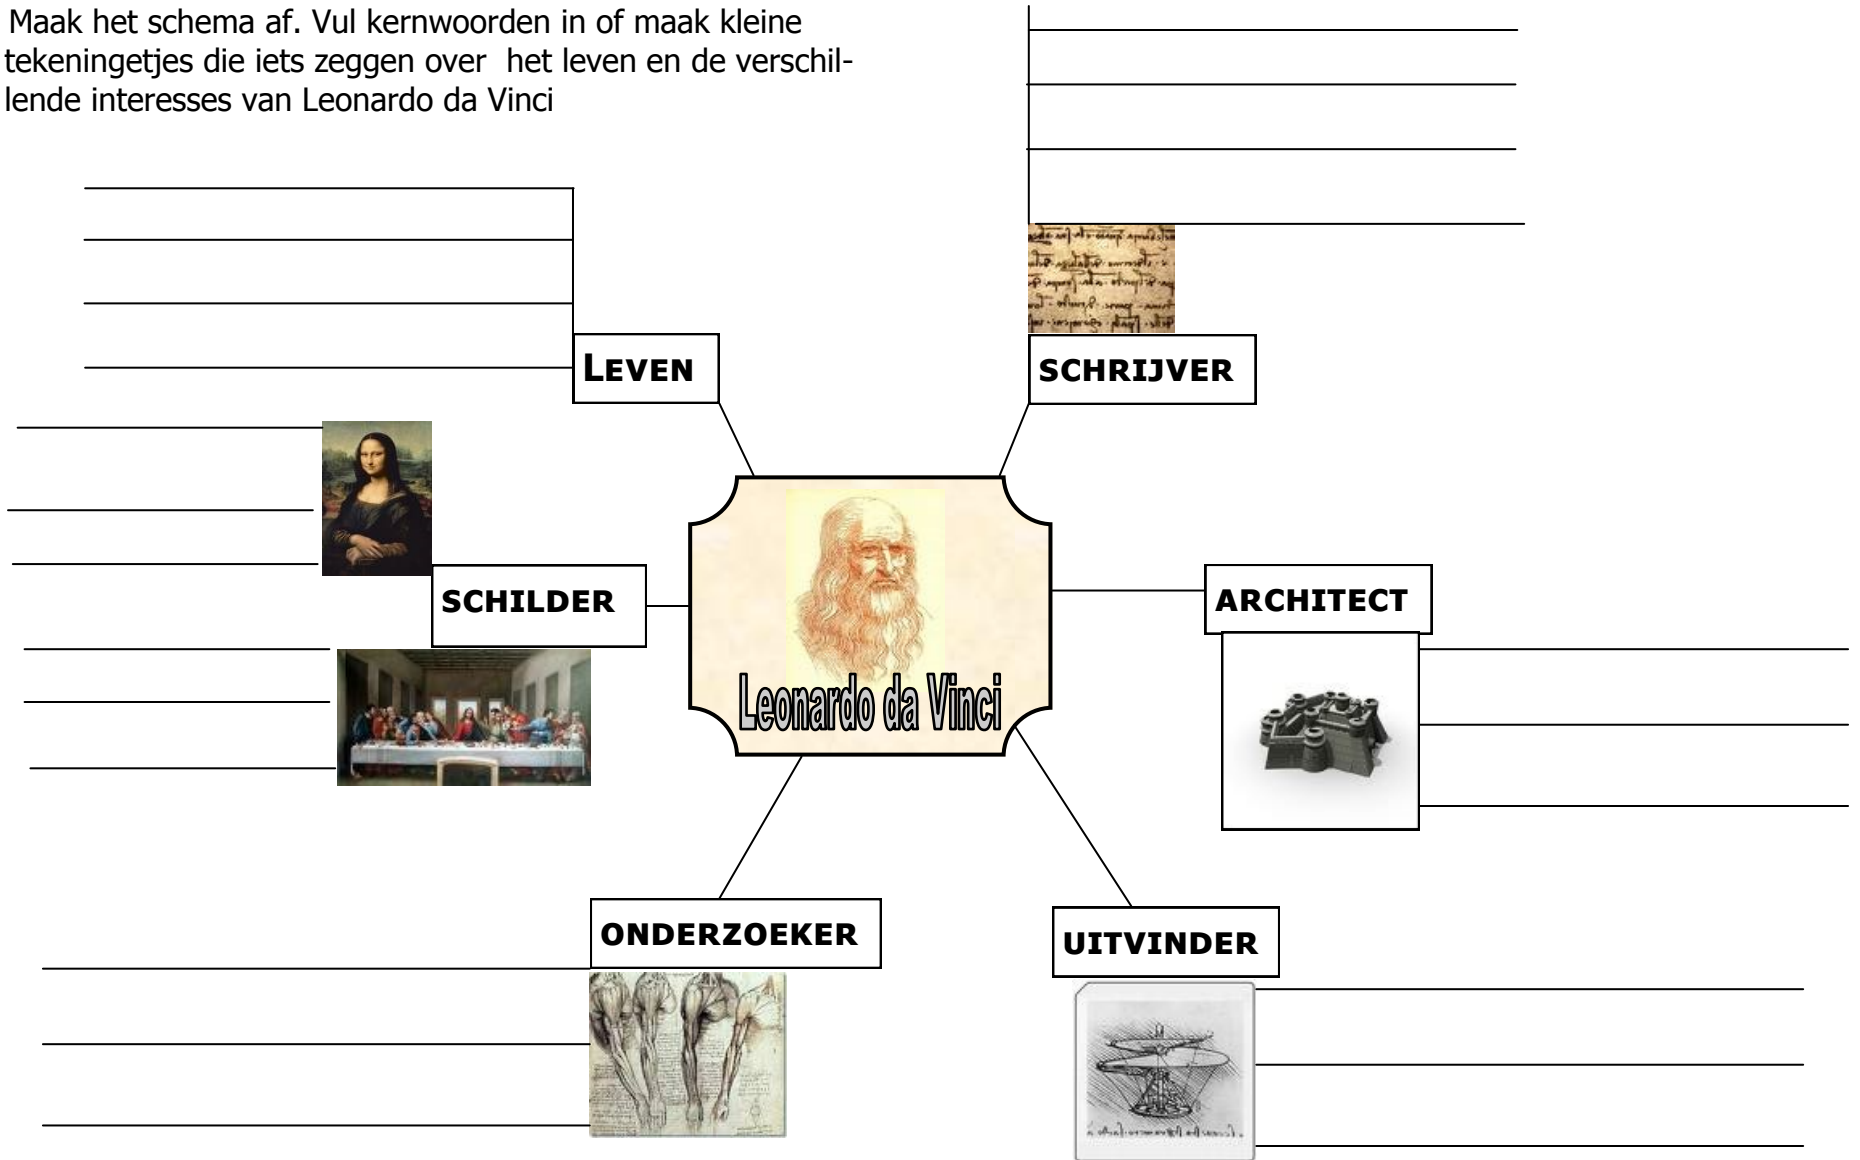 Maak het schema af. Vul kernwoorden in of maak kleine
tekeningetjes die iets zeggen over het leven en de verschil-
lende interesses van Leonardo da Vinci
LEVEN
SCHRIJVER
SCHILDER
Leonardo da Vinci
ARCHITECT
ONDERZOEKER
UITVINDER